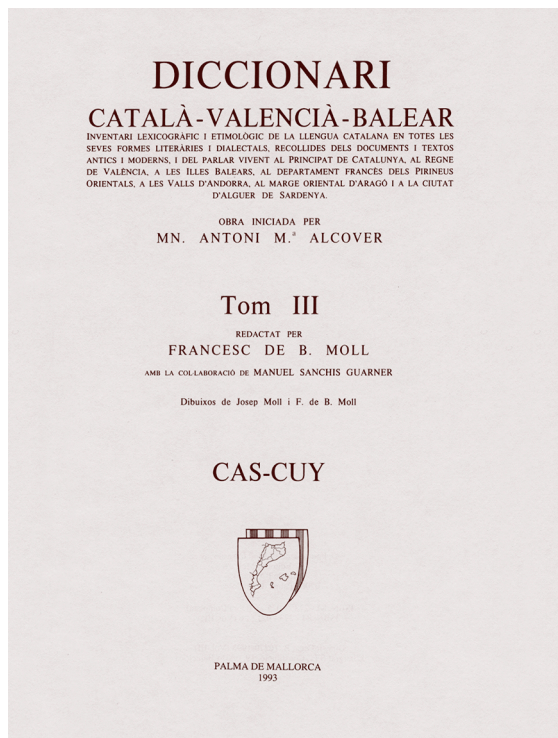 DICCIONARI
CATALÀ-VALENCIÀ-BALEAR
INVENTARI LEXICOGRÀFIC I ETIMOLÒGIC DE LA LLENGUA CATALANA EN TOTES LES
SEVES FORMES LITERÀRIES I DIALECTALS, RECOLLIDES DELS DOCUMENTS I TEXTOS
ANTICS I MODERNS, I DEL PARLAR VIVENT AL PRINCIPAT DE CATALUNYA, AL REGNE
DE VALÈNCIA, A LES ILLES BALEARS, AL DEPARTAMENT FRANCÈS DELS PIRINEUS
ORIENTALS, A LES VALLS D'ANDORRA, AL MARGE ORIENTAL D'ARAGÓ I A LA CIUTAT
D'ALGUER DE SARDENYA.
OBRA INICIADA PER
MN. ANTONI M.ª ALCOVER
Tom III
REDACTAT PER
FRANCESC DE B. MOLL
AMB LA COL·LABORACIÓ DE MANUEL SANCHIS GUARNER
Dibuixos de Josep Moll i F. de B. Moll
CAS-CUY
PALMA DE MALLORCA
1993